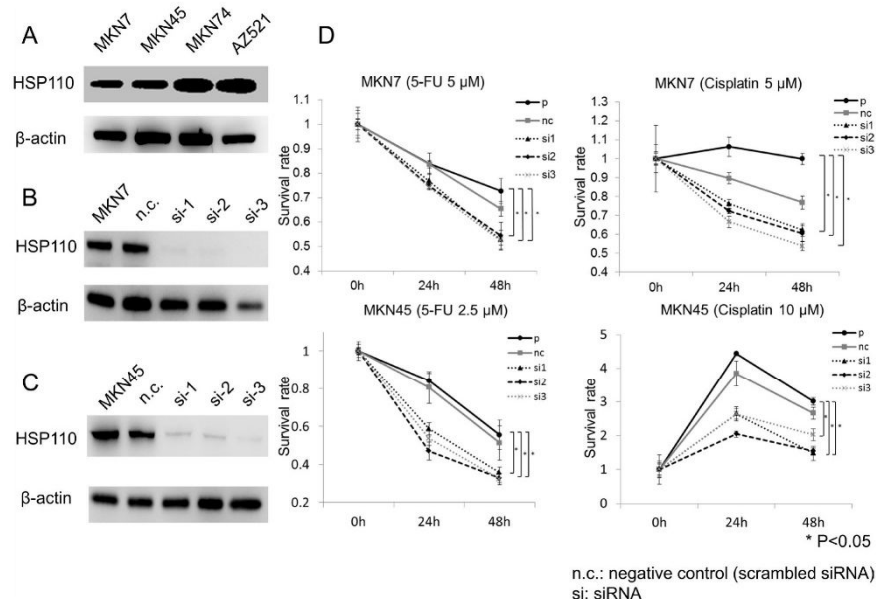 A
MKN7 MKN45 MKN74 AZ521
HSP110
β-actin
B
MKN7 n.c. si-1 si-2 si-3
HSP110
β-actin
C
MKN45 n.c. si-1 si-2 si-3
HSP110
β-actin
D
MKN7 (5-FU 5 μM)
Survival rate
1.1
1
0.9
0.8
0.7
0.6
0.5
0.4
0h 24h 48h
p
nc
si1
si2
si3
* * *
MKN7 (Cisplatin 5 μM)
Survival rate
1.3
1.2
1.1
1
0.9
0.8
0.7
0.6
0.5
0.4
0h 24h 48h
p
nc
si1
si2
si3
* * *
MKN45 (5-FU 2.5 μM)
Survival rate
1
0.8
0.6
0.4
0.2
0h 24h 48h
p
nc
si1
si2
si3
* * *
MKN45 (Cisplatin 10 μM)
Survival rate
5
4
3
2
1
0
0h 24h 48h
p
nc
si1
si2
si3
* * *
* P<0.05
n.c.: negative control (scrambled siRNA)
si: siRNA